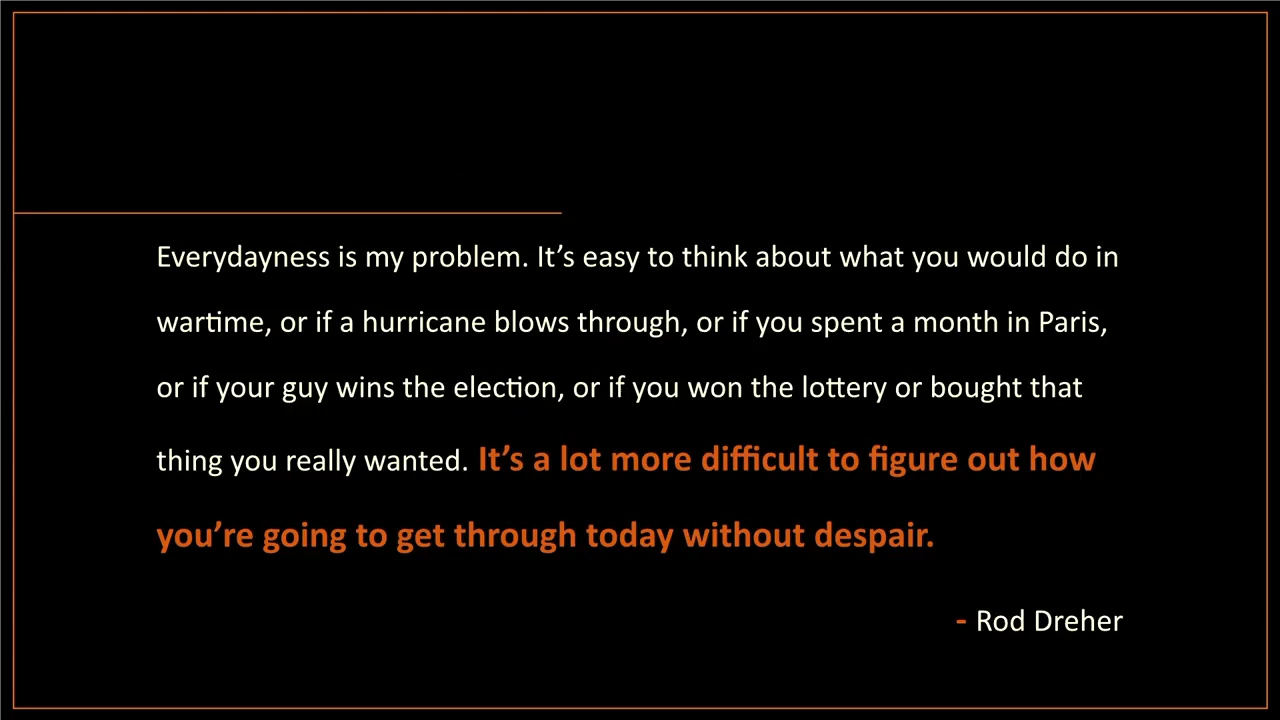 Everydayness is my problem. It’s easy to think about what you would do in
wartime, or if a hurricane blows through, or if you spent a month in Paris,
or if your guy wins the election, or if you won the lottery or bought that
thing you really wanted. It’s a lot more difficult to figure out how
you’re going to get through today without despair.
- Rod Dreher